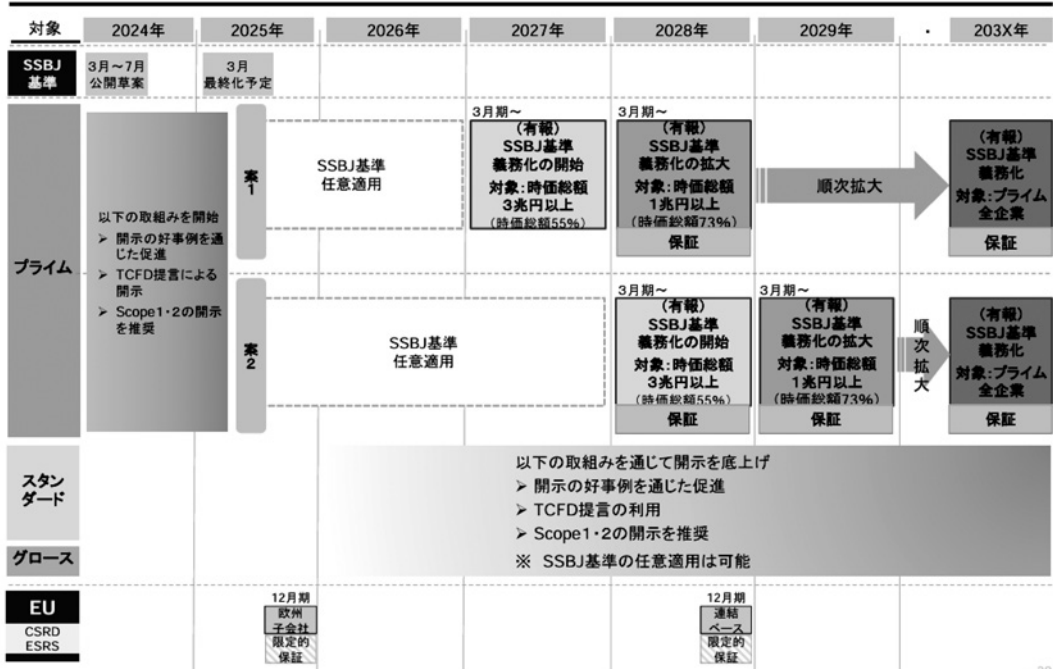 対象
2024年
2025年
2026年
2027年
2028年
2029年
・
203X年
SSBJ
基準
3月～7月
公開草案
3月
最終化予定
プライム
以下の取組みを開始
➢ 開示の好事例を通
じた促進
➢ TCFD提言による
開示
➢ Scope1・2の開示
を推奨
案1
SSBJ基準
任意適用
3月期～
(有報)
SSBJ基準
義務化の開始
対象:時価総額
3兆円以上
(時価総額55%)
3月期～
(有報)
SSBJ基準
義務化の拡大
対象:時価総額
1兆円以上
(時価総額73%)
保証
順次拡大
(有報)
SSBJ基準
義務化
対象:プライム
全企業
保証
案2
SSBJ基準
任意適用
3月期～
(有報)
SSBJ基準
義務化の開始
対象:時価総額
3兆円以上
(時価総額55%)
保証
3月期～
(有報)
SSBJ基準
義務化の拡大
対象:時価総額
1兆円以上
(時価総額73%)
保証
順次拡大
(有報)
SSBJ基準
義務化
対象:プライム
全企業
保証
スタン
ダード
グロース
以下の取組みを通じて開示を底上げ
➢ 開示の好事例を通じた促進
➢ TCFD提言の利用
➢ Scope1・2の開示を推奨
※ SSBJ基準の任意適用は可能
EU
CSRD
ESRS
12月期
欧州
子会社
限定的
保証
12月期
連結
ベース
限定的
保証